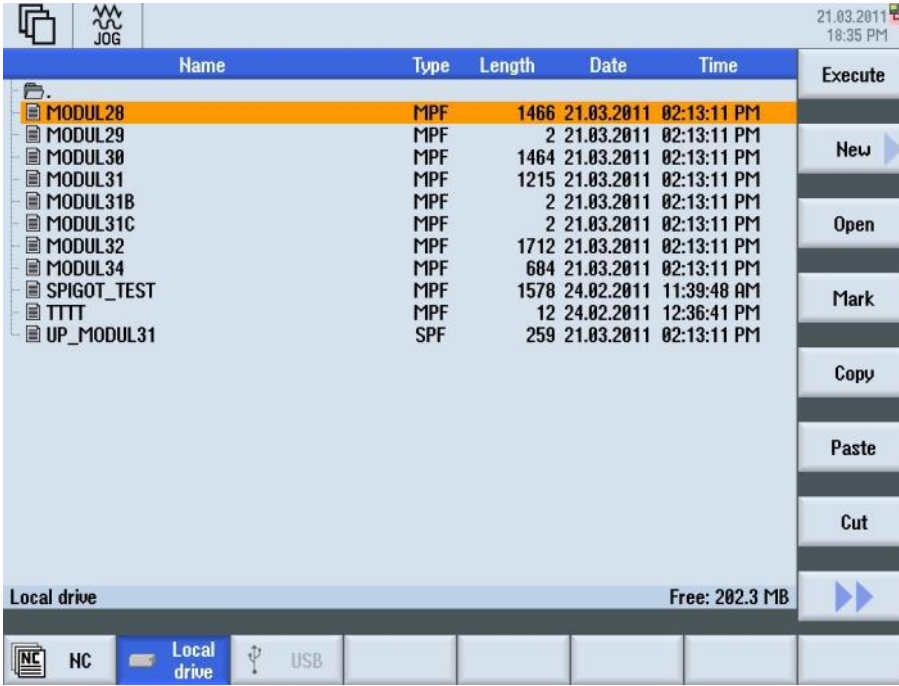 JOG
21.03.2011
18:35 PM
Name Type Length Date Time
.
MODUL28 MPF 1466 21.03.2011 02:13:11 PM
MODUL29 MPF 2 21.03.2011 02:13:11 PM
MODUL30 MPF 1464 21.03.2011 02:13:11 PM
MODUL31 MPF 1215 21.03.2011 02:13:11 PM
MODUL31B MPF 2 21.03.2011 02:13:11 PM
MODUL31C MPF 2 21.03.2011 02:13:11 PM
MODUL32 MPF 1712 21.03.2011 02:13:11 PM
MODUL34 MPF 684 21.03.2011 02:13:11 PM
SPIGOT_TEST MPF 1578 24.02.2011 11:39:48 AM
TTTT MPF 12 24.02.2011 12:36:41 PM
UP_MODUL31 SPF 259 21.03.2011 02:13:11 PM
Local drive Free: 202.3 MB
Execute
New
Open
Mark
Copy
Paste
Cut
NC NC
Local
drive
USB